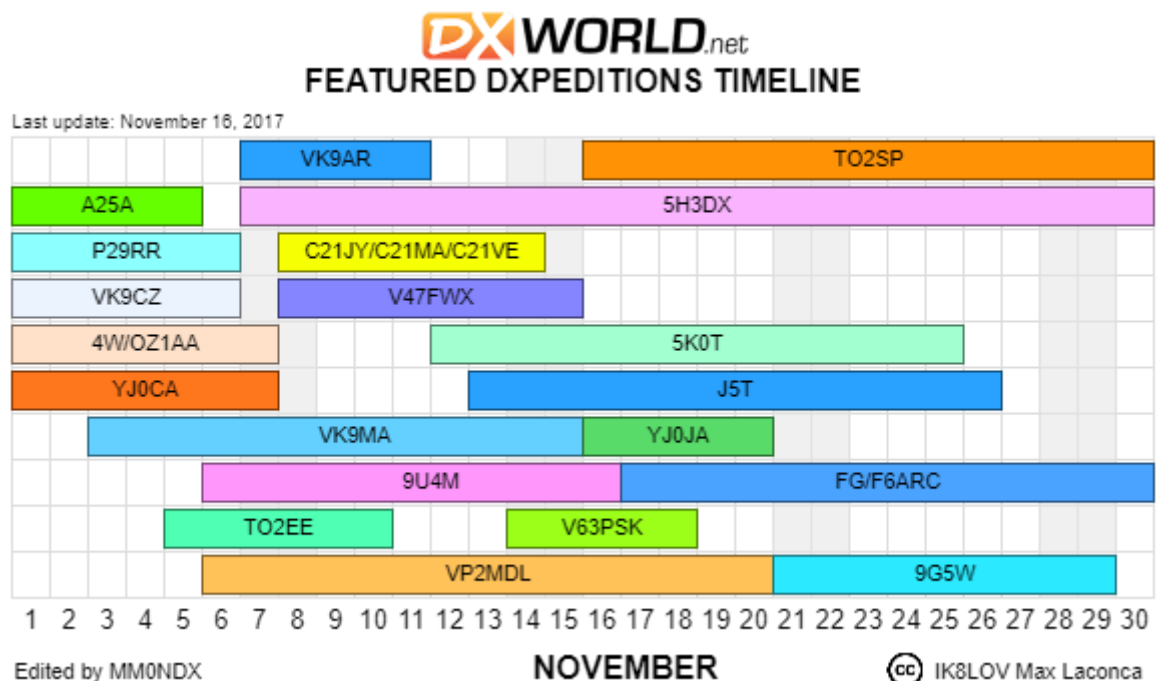 DX WORLD.net
FEATURED DXPEDITIONS TIMELINE
Last update: November 16, 2017
VK9AR TO2SP
A25A 5H3DX
P29RR C21JY/C21MA/C21VE
VK9CZ V47FWX
4W/OZ1AA 5K0T
YJ0CA J5T
VK9MA YJ0JA
9U4M FG/F6ARC
TO2EE V63PSK
VP2MDL 9G5W
1 2 3 4 5 6 7 8 9 10 11 12 13 14 15 16 17 18 19 20 21 22 23 24 25 26 27 28 29 30
Edited by MM0NDX NOVEMBER cc IK8LOV Max Laconca